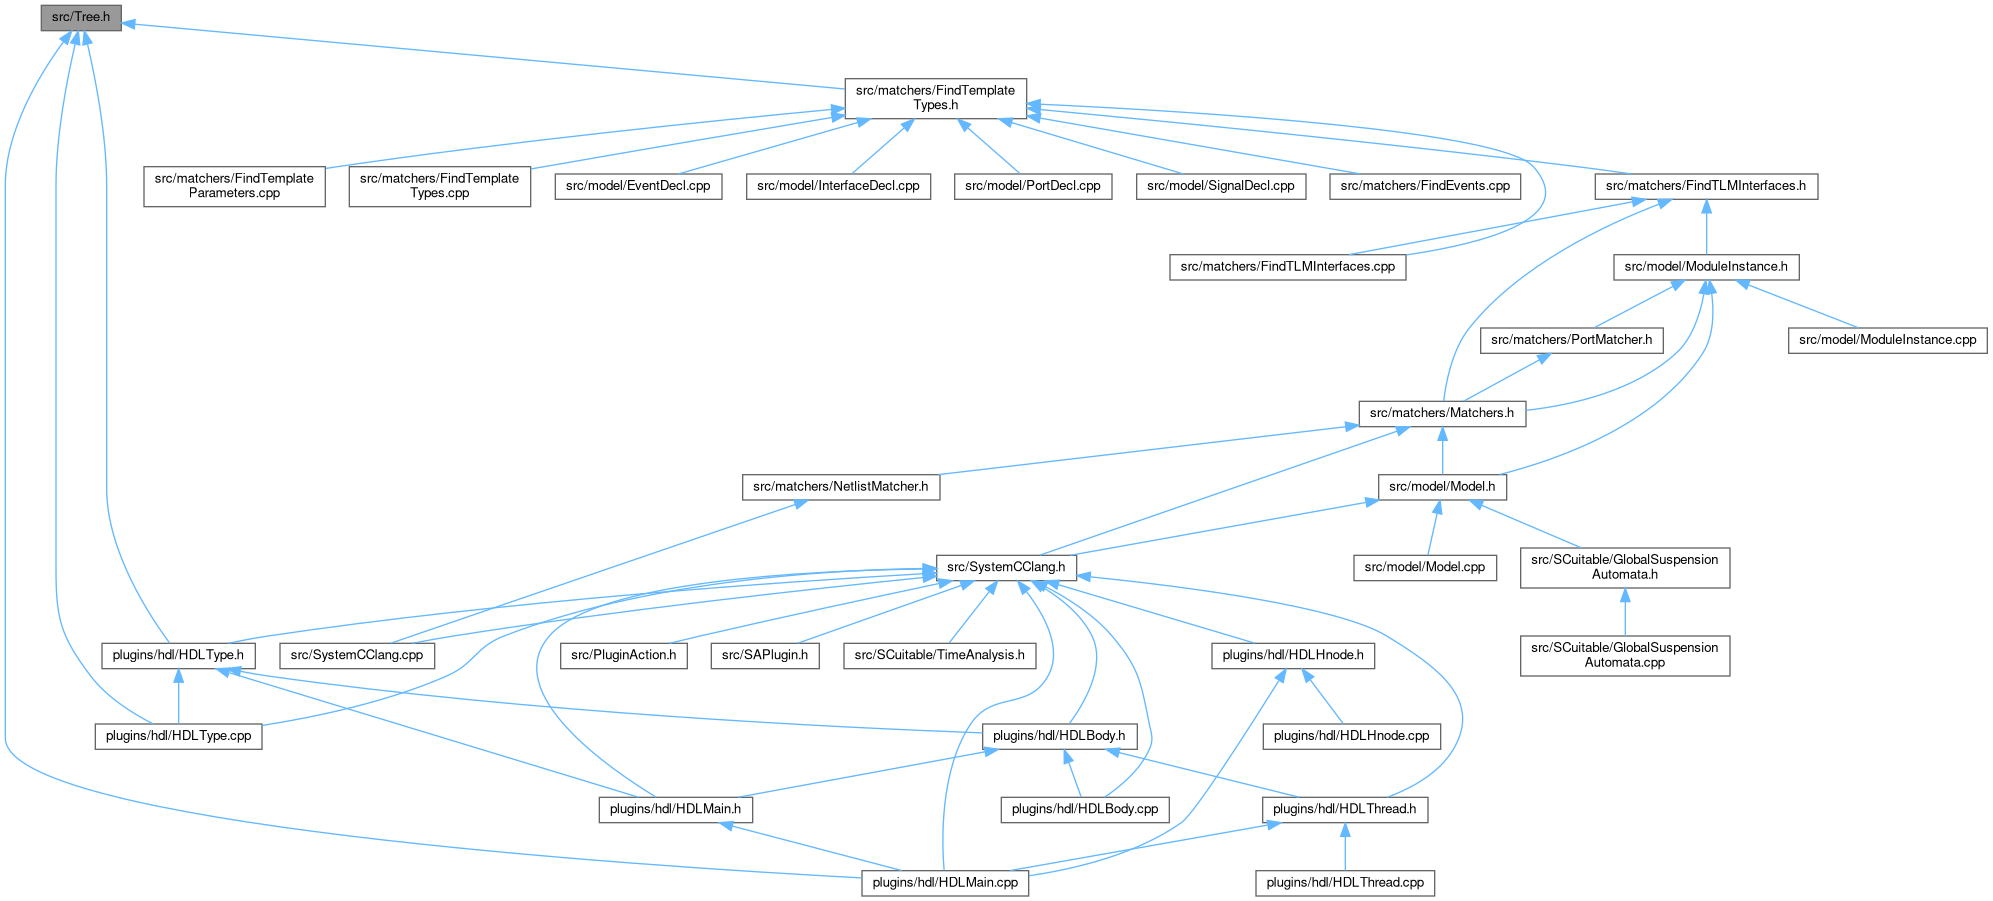 src/Tree.h
src/matchers/FindTemplate
Types.h
src/matchers/FindTemplate
Parameters.cpp
src/matchers/FindTemplate
Types.cpp
src/model/EventDecl.cpp
src/model/InterfaceDecl.cpp
src/model/PortDecl.cpp
src/model/SignalDecl.cpp
src/matchers/FindEvents.cpp
src/matchers/FindTLMInterfaces.h
src/matchers/FindTLMInterfaces.cpp
src/model/ModuleInstance.h
src/matchers/PortMatcher.h
src/model/ModuleInstance.cpp
src/matchers/Matchers.h
src/matchers/NetlistMatcher.h
src/model/Model.h
src/SystemCClang.h
src/model/Model.cpp
src/SCuitable/GlobalSuspension
Automata.h
plugins/hdl/HDLType.h
src/SystemCClang.cpp
src/PluginAction.h
src/SAPlugin.h
src/SCuitable/TimeAnalysis.h
plugins/hdl/HDLHnode.h
src/SCuitable/GlobalSuspension
Automata.cpp
plugins/hdl/HDLType.cpp
plugins/hdl/HDLBody.h
plugins/hdl/HDLHnode.cpp
plugins/hdl/HDLMain.h
plugins/hdl/HDLBody.cpp
plugins/hdl/HDLThread.h
plugins/hdl/HDLMain.cpp
plugins/hdl/HDLThread.cpp